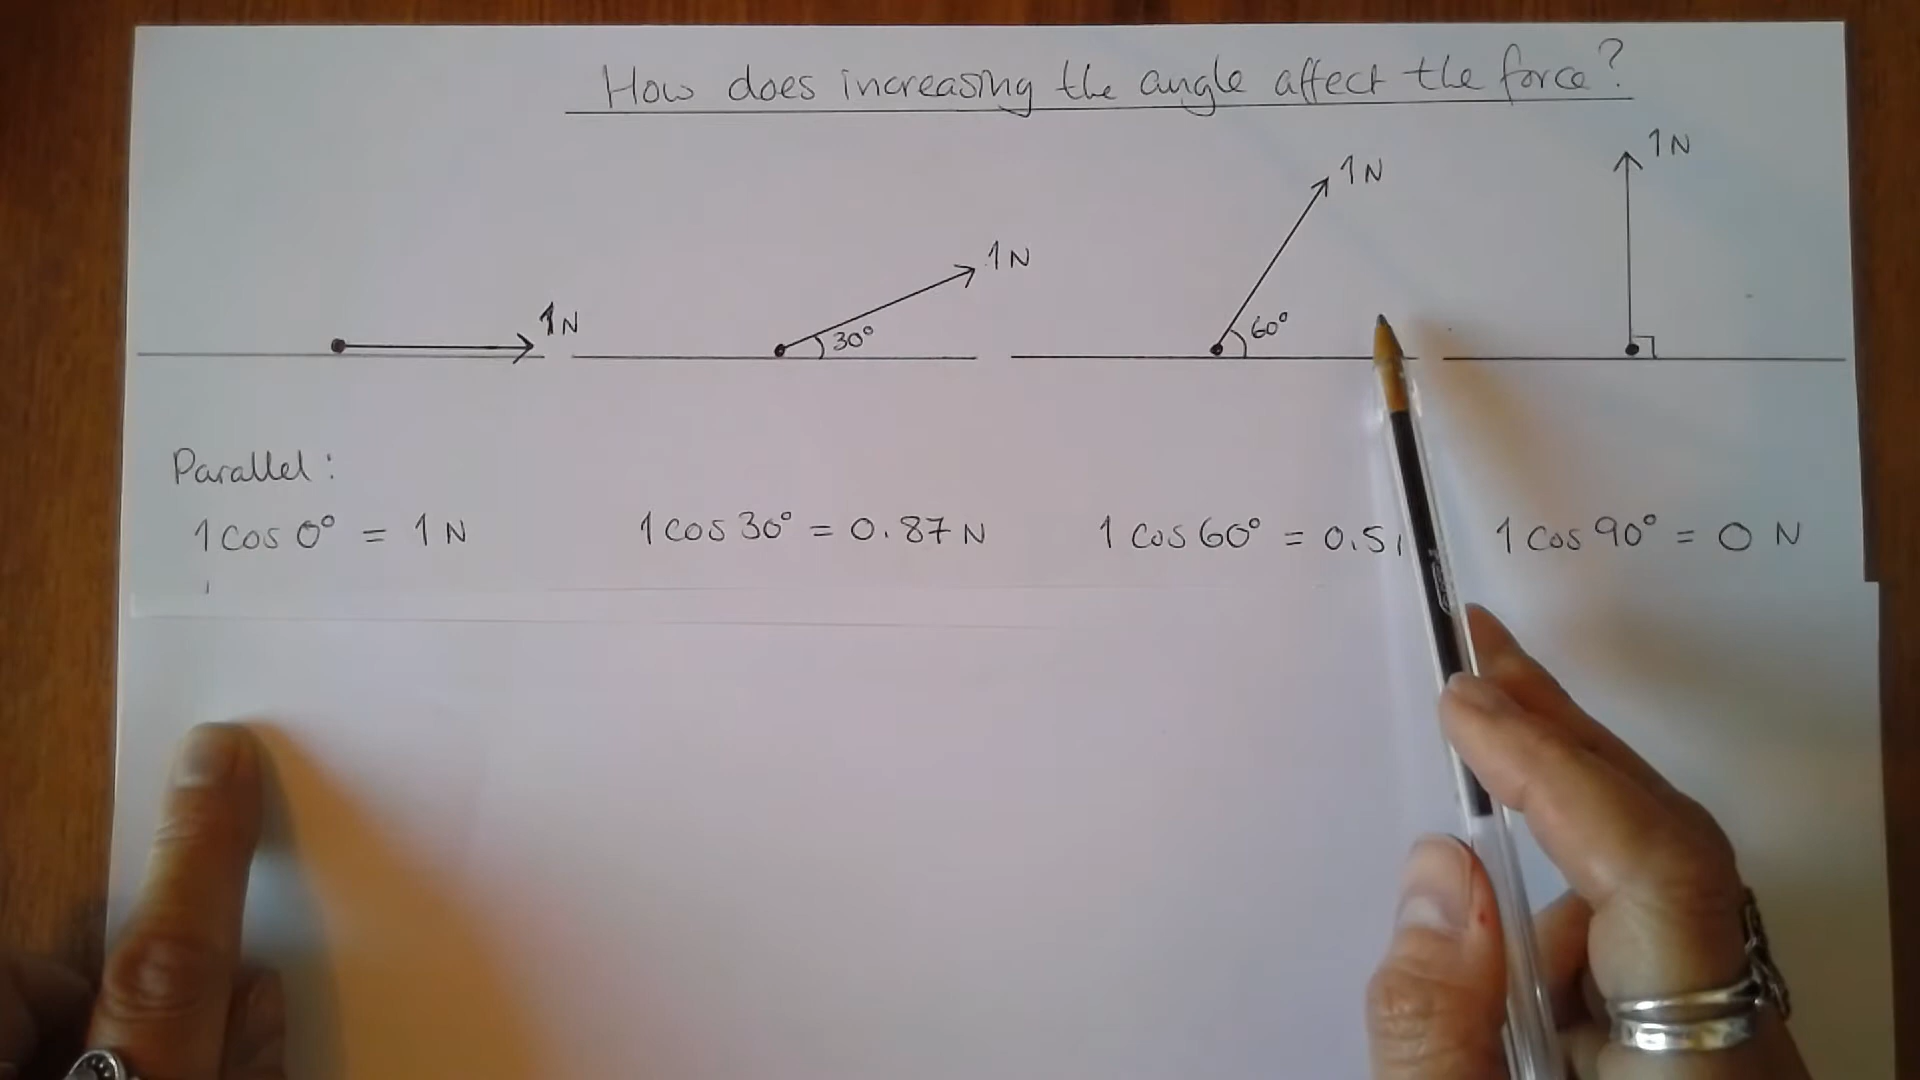 How does increasing the angle affect the force?
1N
30° 1N
60° 1N
1N
Parallel:
1 cos 0° = 1 N
1 cos 30° = 0.87 N
1 cos 60° = 0.5
1 cos 90° = 0 N